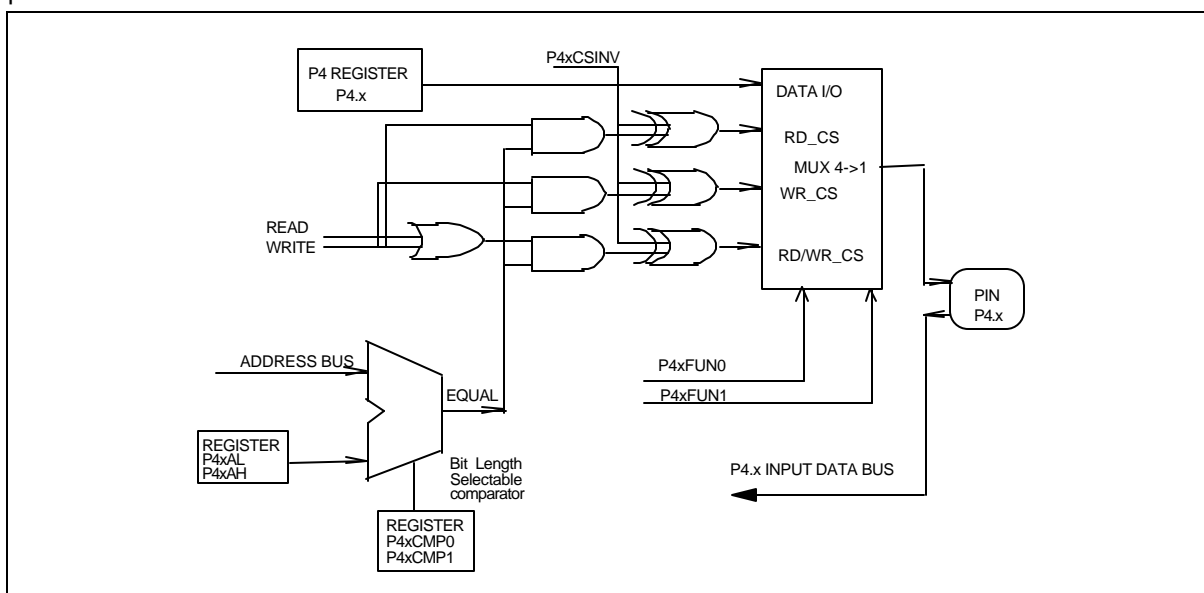 P4 REGISTER
P4.x
P4xCSINV
DATA I/O
RD_CS
MUX 4->1
WR_CS
RD/WR_CS
READ
WRITE
PIN
P4.x
ADDRESS BUS
EQUAL
P4xFUN0
P4xFUN1
REGISTER
P4xAL
P4xAH
Bit Length
Selectable
comparator
P4.x INPUT DATA BUS
REGISTER
P4xCMP0
P4xCMP1